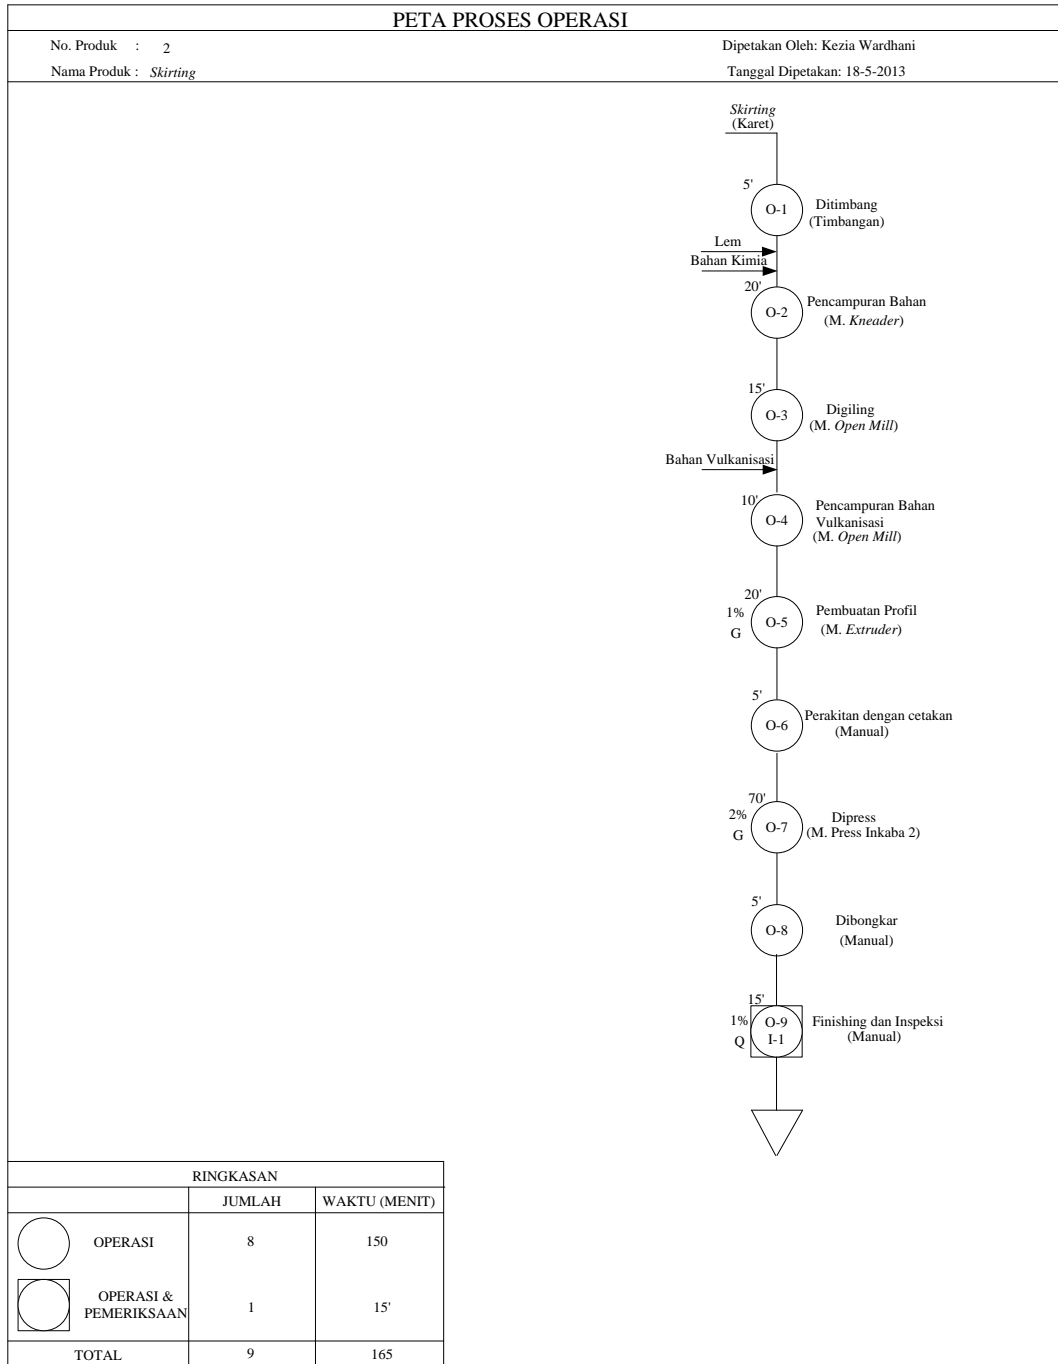 PETA PROSES OPERASI
No. Produk : 2
Dipetakan Oleh: Kezia Wardhani
Nama Produk : Skirting
Tanggal Dipetakan: 18-5-2013
Skirting
(Karet)
5'
O-1
Ditimbang
(Timbangan)
Lem
Bahan Kimia
20'
O-2
Pencampuran Bahan
(M. Kneader)
15'
O-3
Digiling
(M. Open Mill)
Bahan Vulkanisasi
10'
O-4
Pencampuran Bahan
Vulkanisasi
(M. Open Mill)
20'
1%
G
O-5
Pembuatan Profil
(M. Extruder)
5'
O-6
Perakitan dengan cetakan
(Manual)
70'
2%
G
O-7
Dipress
(M. Press Inkaba 2)
5'
O-8
Dibongkar
(Manual)
15'
1%
Q
O-9
I-1
Finishing dan Inspeksi
(Manual)
RINGKASAN
JUMLAH WAKTU (MENIT)
OPERASI 8 150
OPERASI &
PEMERIKSAAN 1 15'
TOTAL 9 165